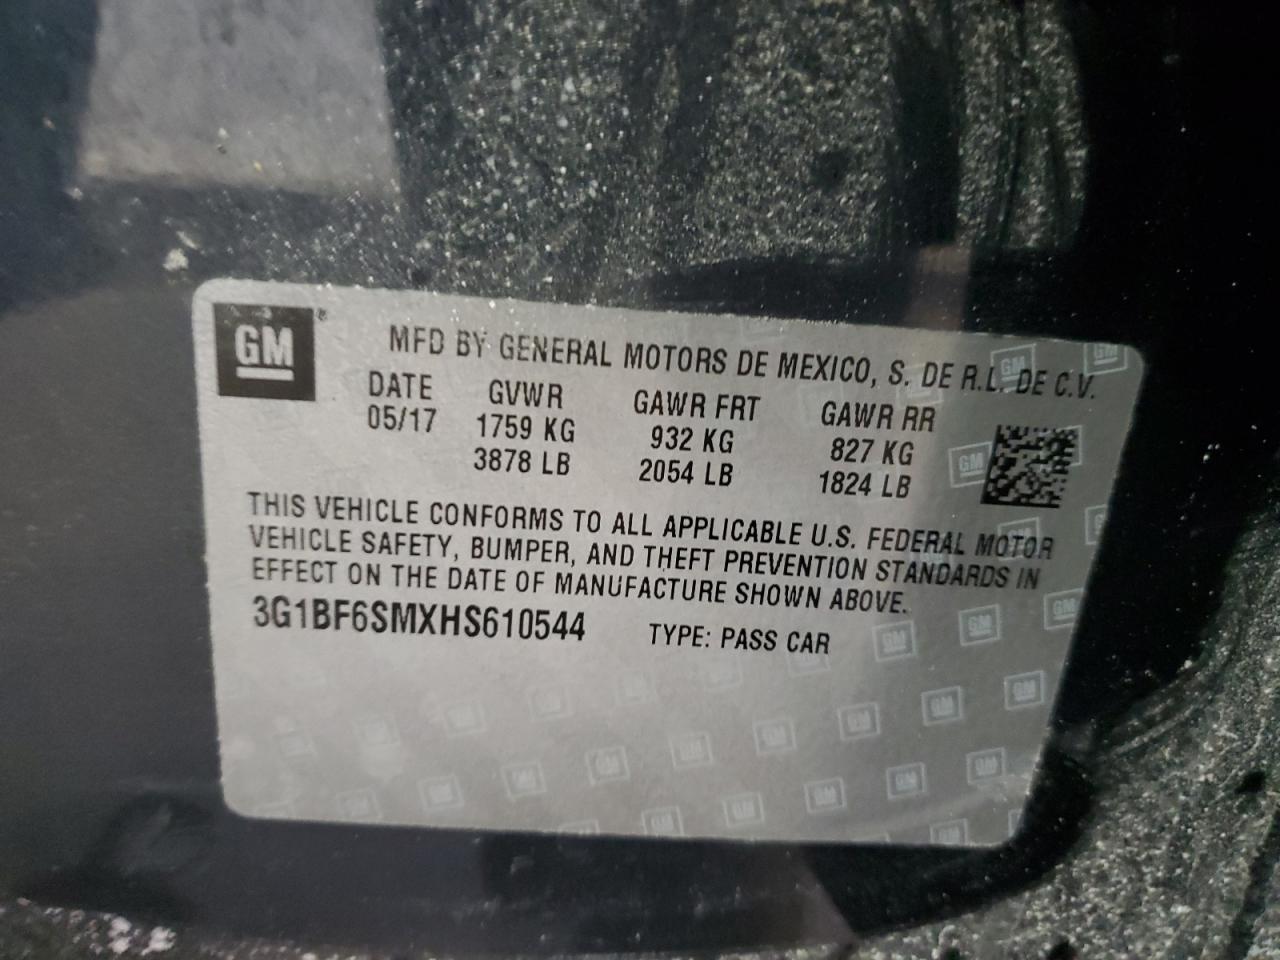 GM®
MFD BY GENERAL MOTORS DE MEXICO, S. DE R.L. DE C.V.
DATE GVWR GAWR FRT GAWR RR
05/17 1759 KG 932 KG 827 KG
3878 LB 2054 LB 1824 LB
THIS VEHICLE CONFORMS TO ALL APPLICABLE U.S. FEDERAL MOTOR
VEHICLE SAFETY, BUMPER, AND THEFT PREVENTION STANDARDS IN
EFFECT ON THE DATE OF MANUFACTURE SHOWN ABOVE.
3G1BF6SMXHS610544 TYPE: PASS CAR